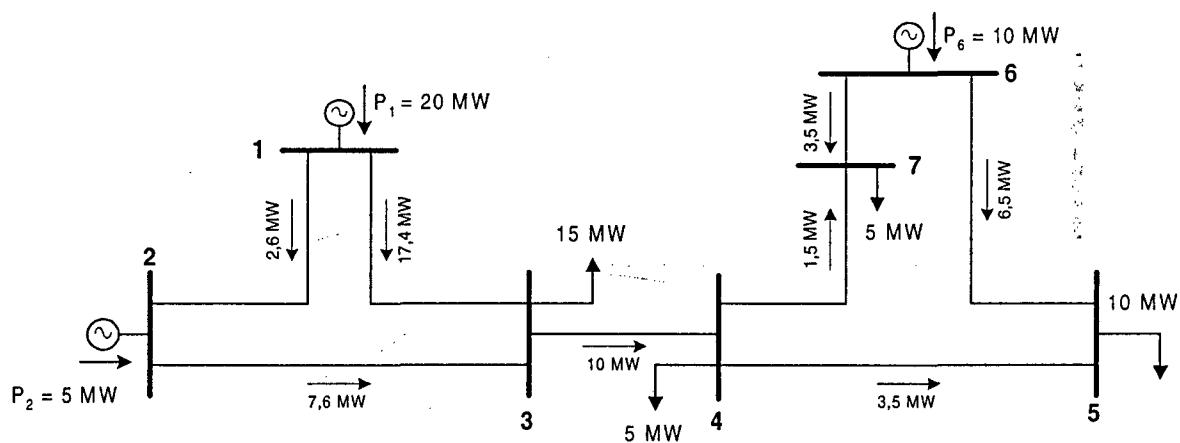 P6 = 10 MW
6
P1 = 20 MW
1
3,5 MW
7
6,5 MW
5 MW
1,5 MW
2,6 MW
17,4 MW
15 MW
2
10 MW
10 MW
P2 = 5 MW
7,6 MW
3
5 MW
4
3,5 MW
5